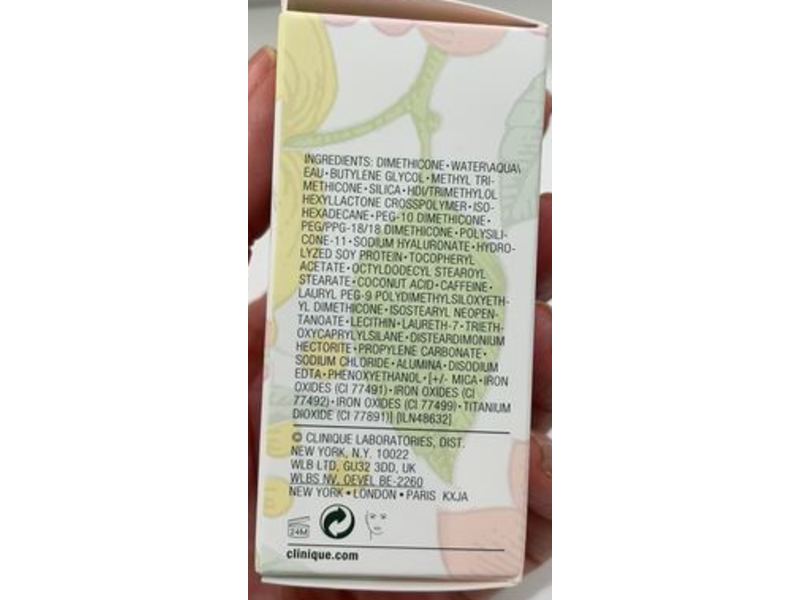 INGREDIENTS: DIMETHICONE • WATER\AQUA\
EAU • BUTYLENE GLYCOL • METHYL TRI-
METHICONE • SILICA • HDI/TRIMETHYLOL
HEXYLLACTONE CROSSPOLYMER • ISO-
HEXADECANE • PEG-10 DIMETHICONE •
PEG/PPG-18/18 DIMETHICONE • POLYSILI-
CONE-11 • SODIUM HYALURONATE • HYDRO-
LYZED SOY PROTEIN • TOCOPHERYL
ACETATE • OCTYLDODECYL STEAROYL
STEARATE • COCONUT ACID • CAFFEINE •
LAURYL PEG-9 POLYDIMETHYLSILOXYETH-
YL DIMETHICONE • ISOSTEARYL NEOPEN-
TANOATE • LECITHIN • LAURETH-7 • TRIETH-
OXYCAPRYLYLSILANE • DISTEARDIMONIUM
HECTORITE • PROPYLENE CARBONATE •
SODIUM CHLORIDE • ALUMINA • DISODIUM
EDTA • PHENOXYETHANOL • [+/- MICA • IRON
OXIDES (CI 77491) • IRON OXIDES (CI
77492) • IRON OXIDES (CI 77499) • TITANIUM
DIOXIDE (CI 77891)] [ILN48632]
© CLINIQUE LABORATORIES, DIST.
NEW YORK, N.Y. 10022
WLB LTD, GU32 3DD, UK
WLBS NV, OEVEL BE-2260
NEW YORK • LONDON • PARIS KXJA
24M
clinique.com